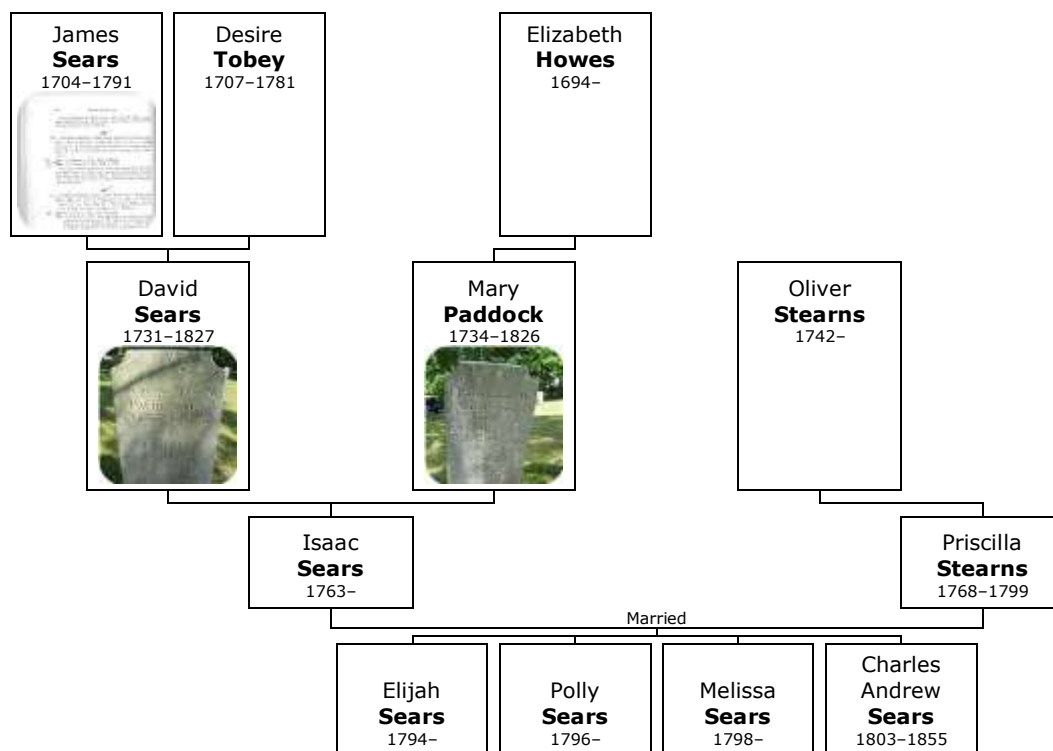 James
Sears
1704–1791
Desire
Tobey
1707–1781
Elizabeth
Howes
1694–
David
Sears
1731–1827
Mary
Paddock
1734–1826
Oliver
Stearns
1742–
Isaac
Sears
1763–
Priscilla
Stearns
1768–1799
Married
Elijah
Sears
1794–
Polly
Sears
1796–
Melissa
Sears
1798–
Charles
Andrew
Sears
1803–1855